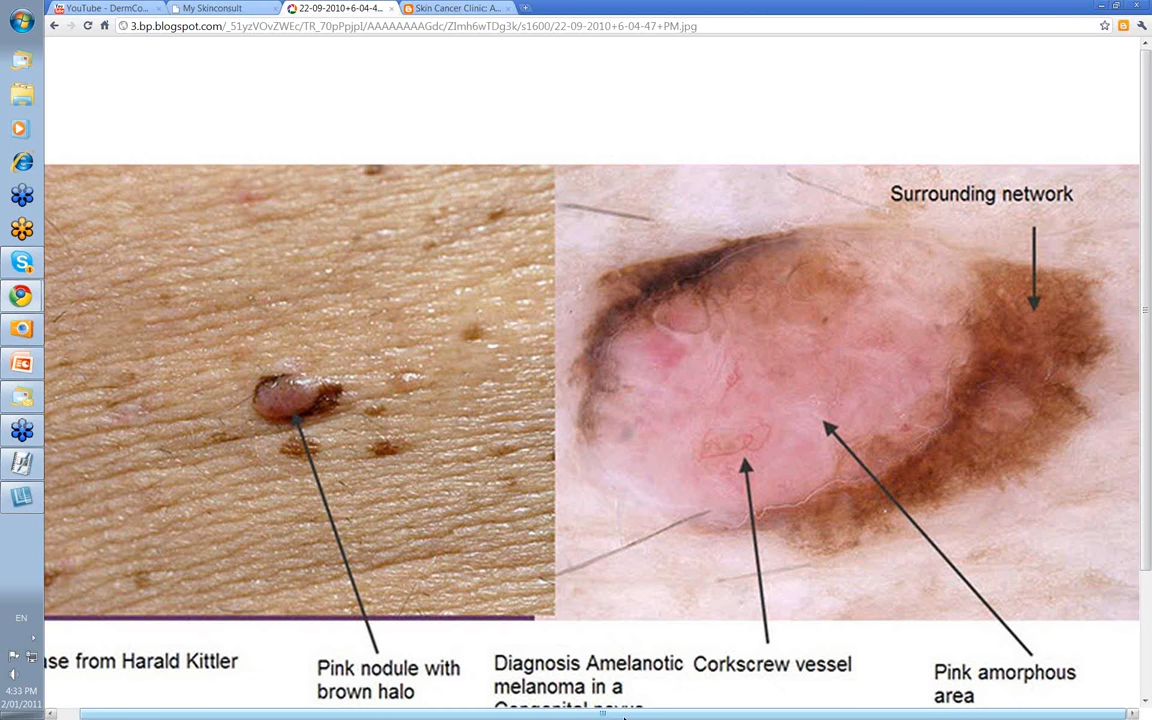 YouTube - DermCo...
My Skinconsult
22-09-2010+6-04-4...
Skin Cancer Clinic: A...
3.bp.blogspot.com/_51yzVOvZWEc/TR_70pPpjpI/AAAAAAAAGdc/ZImh6wTDg3k/s1600/22-09-2010+6-04-47+PM.jpg
Surrounding network
ase from Harald Kittler
Pink nodule with
brown halo
Diagnosis Amelanotic
melanoma in a
Congenital nevus
Corkscrew vessel
Pink amorphous
area
EN
4:33 PM
2/01/2011